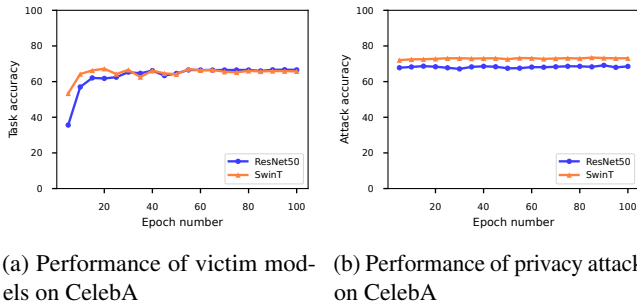 100
80
60
40
20
0
Task accuracy
20 40 60 80 100
Epoch number
ResNet50
SwinT
100
80
60
40
20
0
Attack accuracy
20 40 60 80 100
Epoch number
ResNet50
SwinT
(a) Performance of victim mod-
els on CelebA
(b) Performance of privacy attack
on CelebA